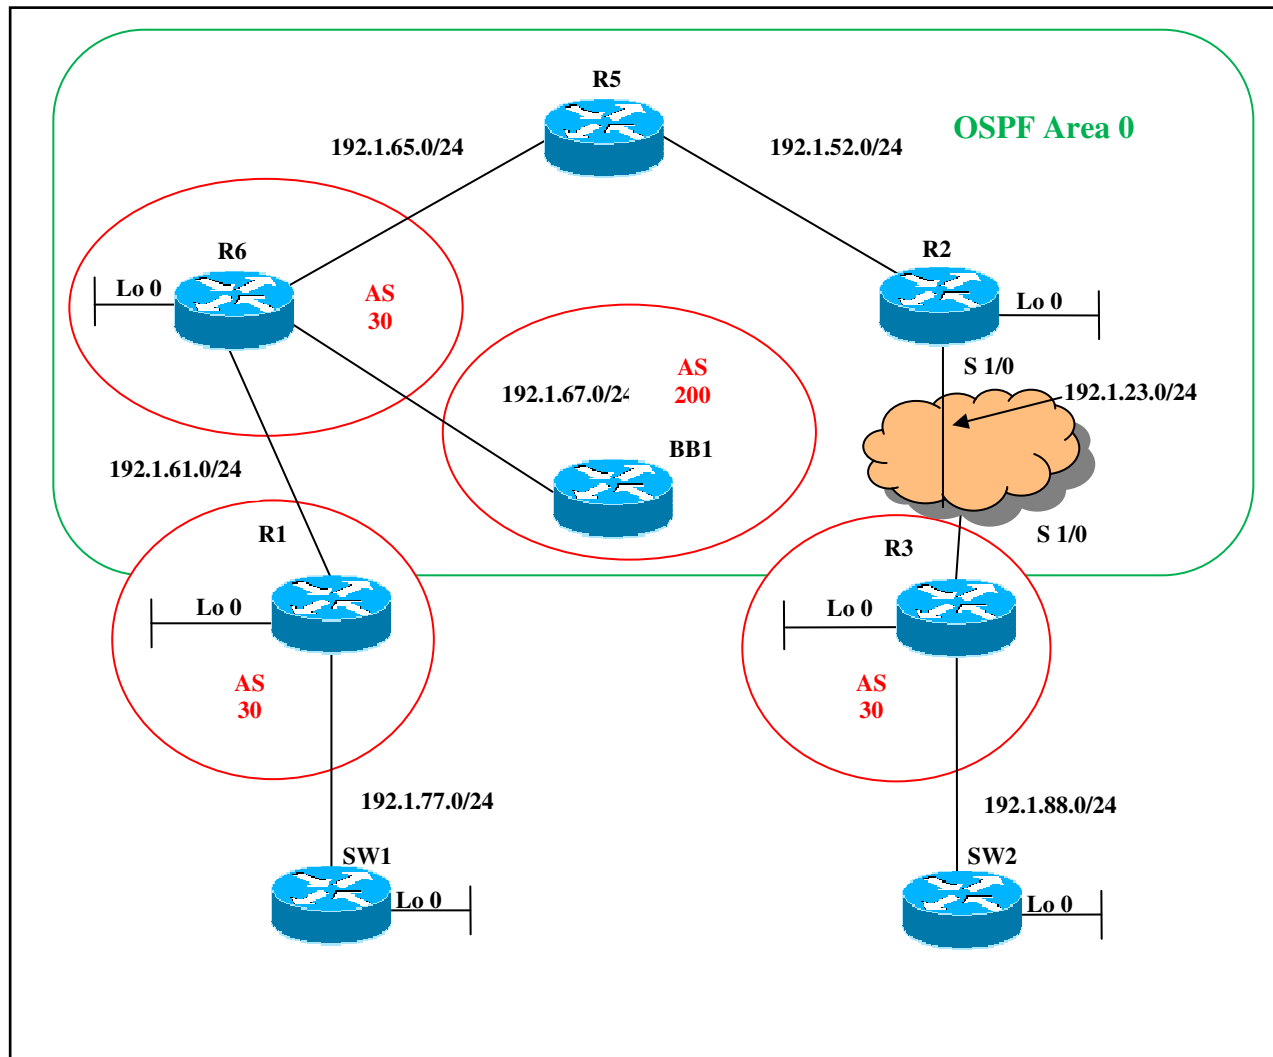 R5
OSPF Area 0
192.1.65.0/24
192.1.52.0/24
R6
R2
Lo 0
AS
30
Lo 0
S 1/0
192.1.67.0/24
AS
200
192.1.23.0/24
BB1
192.1.61.0/24
R1
R3
S 1/0
Lo 0
Lo 0
AS
30
AS
30
192.1.77.0/24
192.1.88.0/24
SW1
SW2
Lo 0
Lo 0